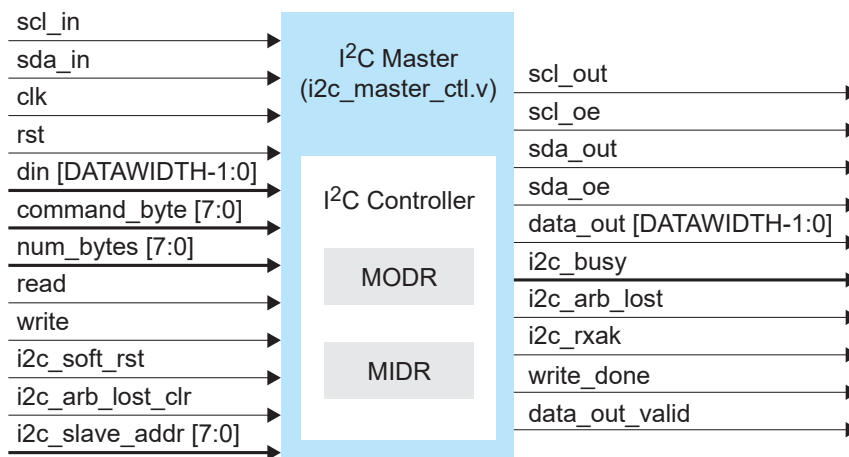 scl_in
sda_in
clk
rst
din [DATAWIDTH-1:0]
command_byte [7:0]
num_bytes [7:0]
read
write
i2c_soft_rst
i2c_arb_lost_clr
i2c_slave_addr [7:0]
I2C Master
(i2c_master_ctl.v)
I2C Controller
MODR
MIDR
scl_out
scl_oe
sda_out
sda_oe
data_out [DATAWIDTH-1:0]
i2c_busy
i2c_arb_lost
i2c_rxak
write_done
data_out_valid